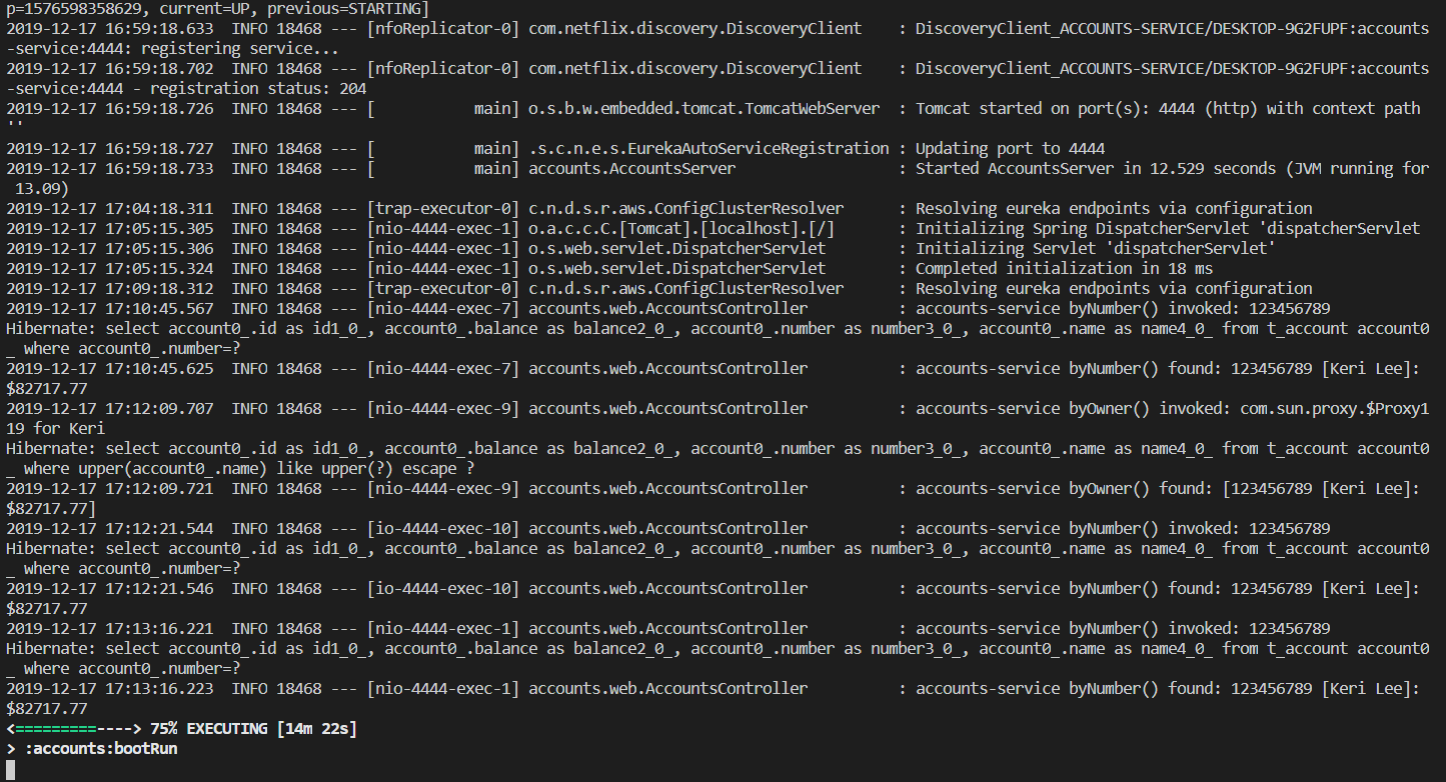 p=1576598358629, current=UP, previous=STARTING]
2019-12-17 16:59:18.633  INFO 18468 --- [nfoReplicator-0] com.netflix.discovery.DiscoveryClient    : DiscoveryClient_ACCOUNTS-SERVICE/DESKTOP-9G2FUPF:accounts
-service:4444: registering service...
2019-12-17 16:59:18.702  INFO 18468 --- [nfoReplicator-0] com.netflix.discovery.DiscoveryClient    : DiscoveryClient_ACCOUNTS-SERVICE/DESKTOP-9G2FUPF:accounts
-service:4444 - registration status: 204
2019-12-17 16:59:18.726  INFO 18468 --- [           main] o.s.b.w.embedded.tomcat.TomcatWebServer  : Tomcat started on port(s): 4444 (http) with context path
''
2019-12-17 16:59:18.727  INFO 18468 --- [           main] .s.c.n.e.s.EurekaAutoServiceRegistration : Updating port to 4444
2019-12-17 16:59:18.733  INFO 18468 --- [           main] accounts.AccountsServer                  : Started AccountsServer in 12.529 seconds (JVM running for
 13.09)
2019-12-17 17:04:18.311  INFO 18468 --- [trap-executor-0] c.n.d.s.r.aws.ConfigClusterResolver      : Resolving eureka endpoints via configuration
2019-12-17 17:05:15.305  INFO 18468 --- [nio-4444-exec-1] o.a.c.c.C.[Tomcat].[localhost].[/]       : Initializing Spring DispatcherServlet 'dispatcherServlet
2019-12-17 17:05:15.306  INFO 18468 --- [nio-4444-exec-1] o.s.web.servlet.DispatcherServlet        : Initializing Servlet 'dispatcherServlet'
2019-12-17 17:05:15.324  INFO 18468 --- [nio-4444-exec-1] o.s.web.servlet.DispatcherServlet        : Completed initialization in 18 ms
2019-12-17 17:09:18.312  INFO 18468 --- [trap-executor-0] c.n.d.s.r.aws.ConfigClusterResolver      : Resolving eureka endpoints via configuration
2019-12-17 17:10:45.567  INFO 18468 --- [nio-4444-exec-7] accounts.web.AccountsController          : accounts-service byNumber() invoked: 123456789
Hibernate: select account0_.id as id1_0_, account0_.balance as balance2_0_, account0_.number as number3_0_, account0_.name as name4_0_ from t_account account0
_ where account0_.number=?
2019-12-17 17:10:45.625  INFO 18468 --- [nio-4444-exec-7] accounts.web.AccountsController          : accounts-service byNumber() found: 123456789 [Keri Lee]:
$82717.77
2019-12-17 17:12:09.707  INFO 18468 --- [nio-4444-exec-9] accounts.web.AccountsController          : accounts-service byOwner() invoked: com.sun.proxy.$Proxy1
19 for Keri
Hibernate: select account0_.id as id1_0_, account0_.balance as balance2_0_, account0_.number as number3_0_, account0_.name as name4_0_ from t_account account0
_ where upper(account0_.name) like upper(?) escape ?
2019-12-17 17:12:09.721  INFO 18468 --- [nio-4444-exec-9] accounts.web.AccountsController          : accounts-service byOwner() found: [123456789 [Keri Lee]:
$82717.77]
2019-12-17 17:12:21.544  INFO 18468 --- [io-4444-exec-10] accounts.web.AccountsController          : accounts-service byNumber() invoked: 123456789
Hibernate: select account0_.id as id1_0_, account0_.balance as balance2_0_, account0_.number as number3_0_, account0_.name as name4_0_ from t_account account0
_ where account0_.number=?
2019-12-17 17:12:21.546  INFO 18468 --- [io-4444-exec-10] accounts.web.AccountsController          : accounts-service byNumber() found: 123456789 [Keri Lee]:
$82717.77
2019-12-17 17:13:16.221  INFO 18468 --- [nio-4444-exec-1] accounts.web.AccountsController          : accounts-service byNumber() invoked: 123456789
Hibernate: select account0_.id as id1_0_, account0_.balance as balance2_0_, account0_.number as number3_0_, account0_.name as name4_0_ from t_account account0
_ where account0_.number=?
2019-12-17 17:13:16.223  INFO 18468 --- [nio-4444-exec-1] accounts.web.AccountsController          : accounts-service byNumber() found: 123456789 [Keri Lee]:
$82717.77
<=========----> 75% EXECUTING [14m 22s]
> :accounts:bootRun